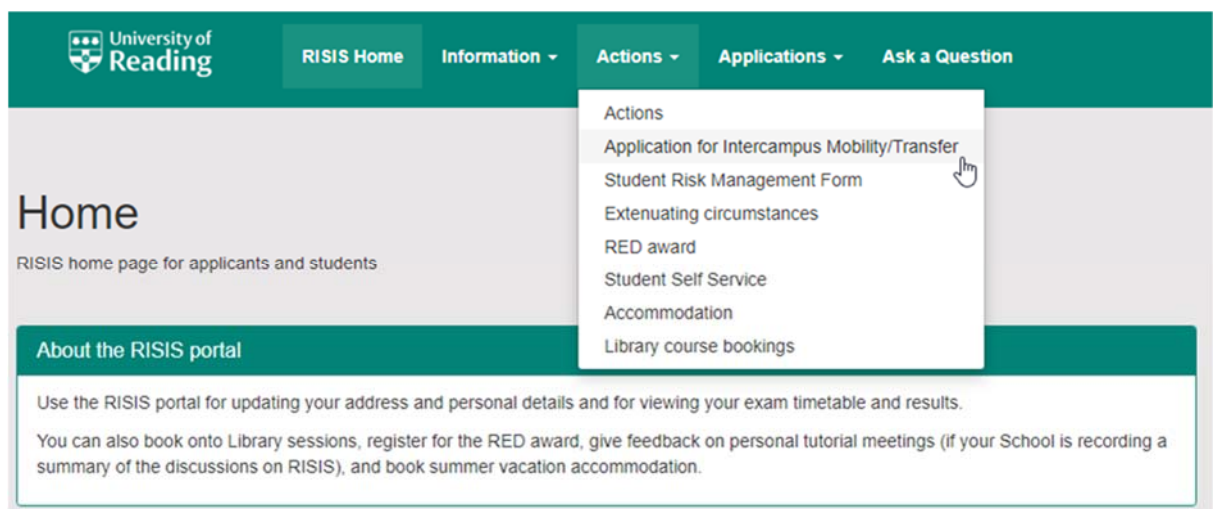 University of
Reading
RISIS Home
Information
Actions
Applications
Ask a Question
Actions
Application for Intercampus Mobility/Transfer
Student Risk Management Form
Extenuating circumstances
RED award
Student Self Service
Accommodation
Library course bookings
Home
RISIS home page for applicants and students
About the RISIS portal
Use the RISIS portal for updating your address and personal details and for viewing your exam timetable and results.
You can also book onto Library sessions, register for the RED award, give feedback on personal tutorial meetings (if your School is recording a
summary of the discussions on RISIS), and book summer vacation accommodation.